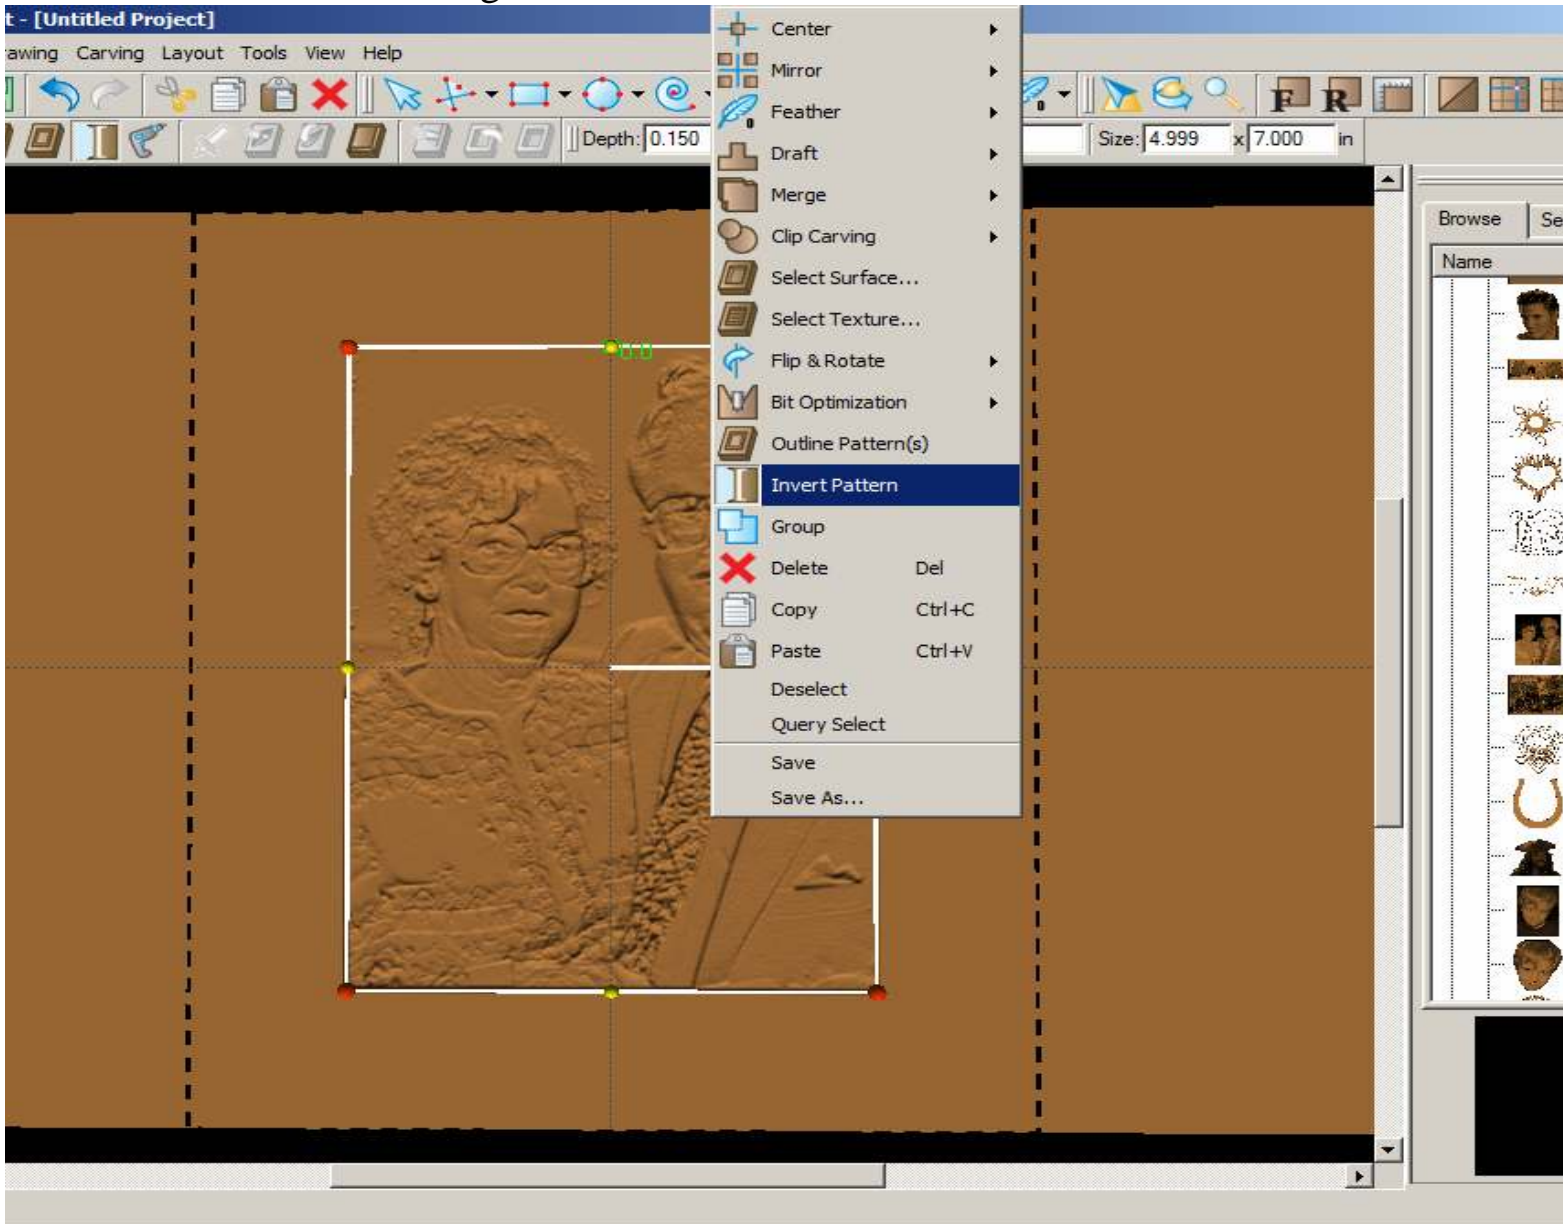 t - [Untitled Project]
awing Carving Layout Tools View Help
F R
Depth: 0.150
Size: 4.999 x 7.000 in
Center
Mirror
Feather
Draft
Merge
Clip Carving
Select Surface...
Select Texture...
Flip & Rotate
Bit Optimization
Outline Pattern(s)
Invert Pattern
Group
Delete Del
Copy Ctrl+C
Paste Ctrl+V
Deselect
Query Select
Save
Save As...
0.0
Browse Se
Name